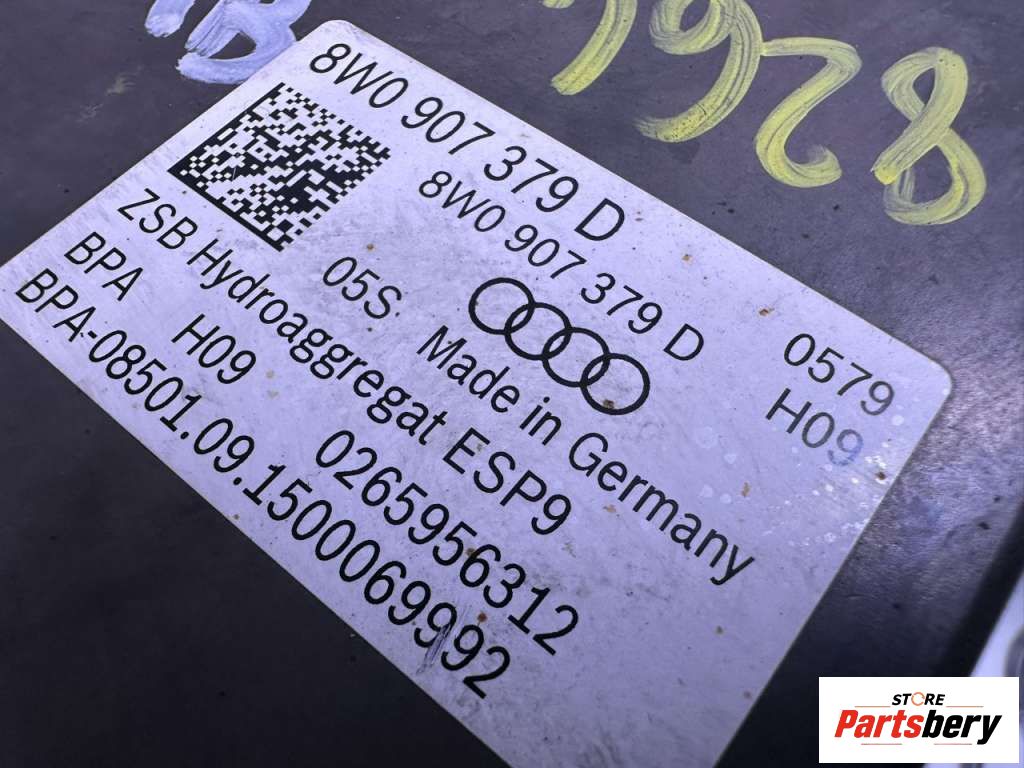 8W0 907 379 D
8W0 907 379 D 0579
05S H09
Made in Germany
ZSB Hydroaggregat ESP9
BPA H09 0265956312
BPA-08501.09.1500069992
STORE
Partsbery